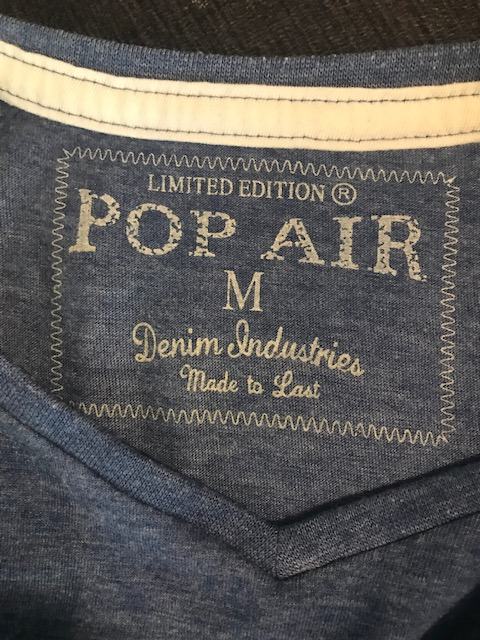 LIMITED EDITION ®
POP AIR
M
Denim Industries
Made to Last